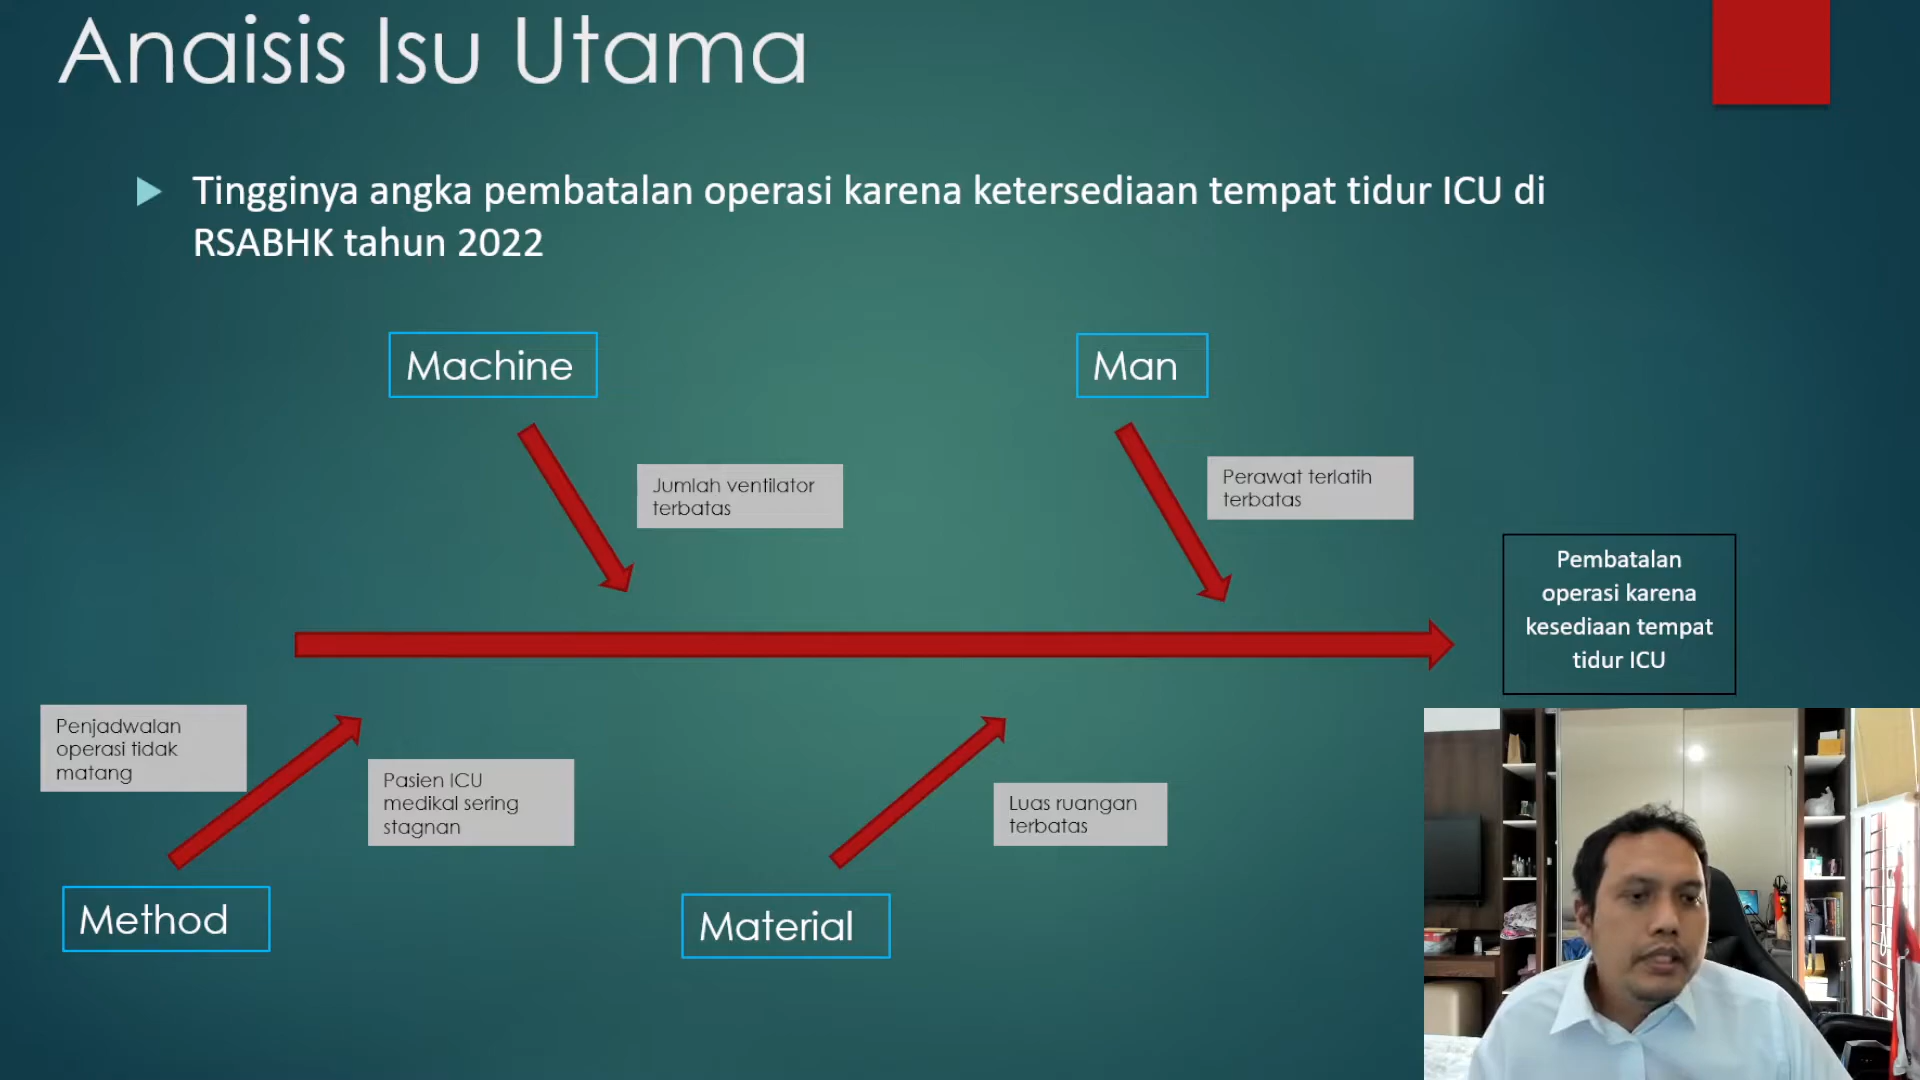 Anaisis Isu Utama
Tingginya angka pembatalan operasi karena ketersediaan tempat tidur ICU di
RSABHK tahun 2022
Machine
Man
Jumlah ventilator
terbatas
Perawat terlatih
terbatas
Pembatalan
operasi karena
kesediaan tempat
tidur ICU
Penjadwalan
operasi tidak
matang
Pasien ICU
medikal sering
stagnan
Luas ruangan
terbatas
Method
Material